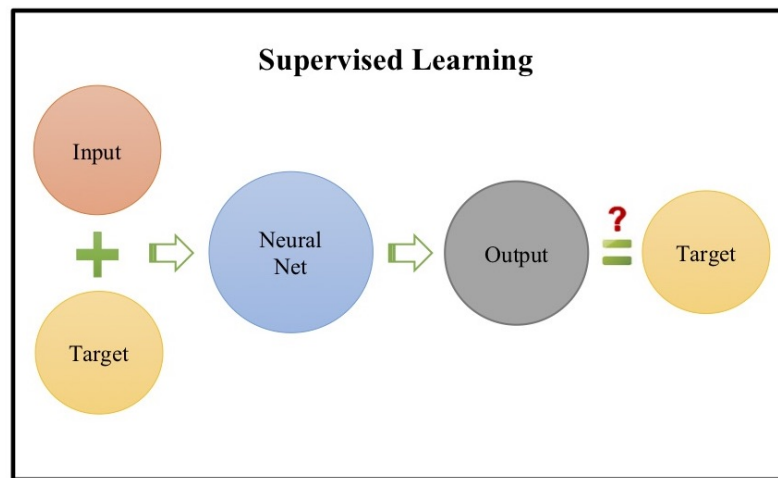 Supervised Learning
Input
+
Target
Neural
Net
Output
?
=
Target